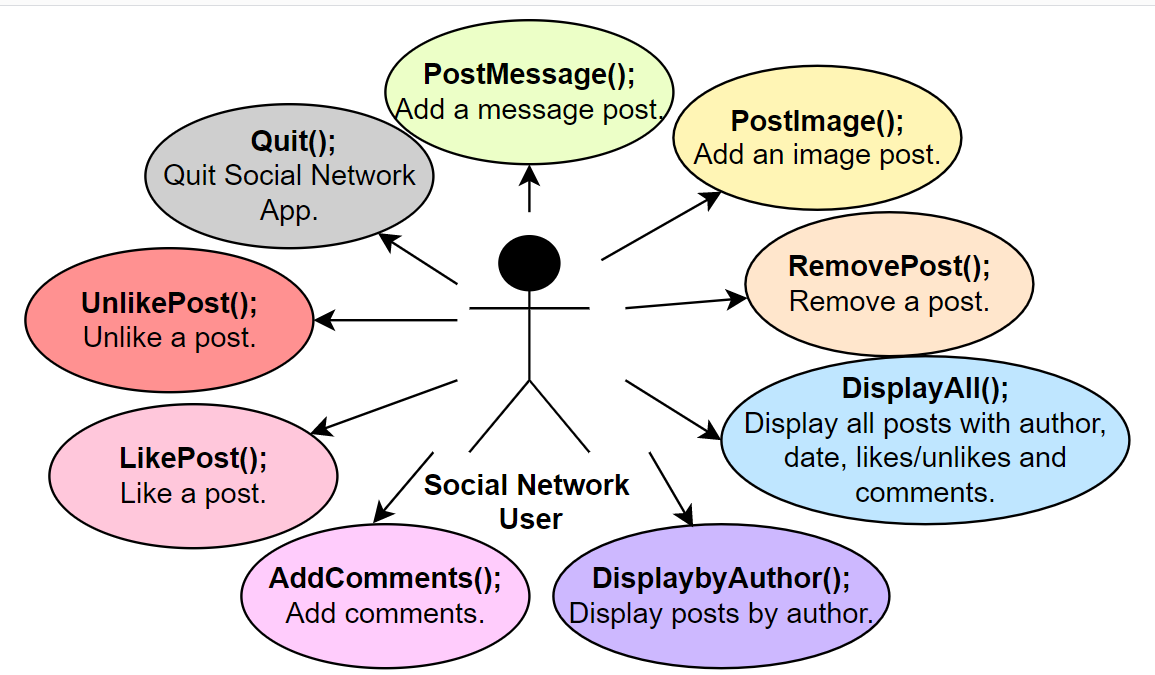 PostMessage();
Add a message post.
PostImage();
Add an image post.
Quit();
Quit Social Network
App.
RemovePost();
Remove a post.
UnlikePost();
Unlike a post.
DisplayAll();
Display all posts with author,
date, likes/unlikes and
comments.
LikePost();
Like a post.
Social Network
User
AddComments();
Add comments.
DisplaybyAuthor();
Display posts by author.